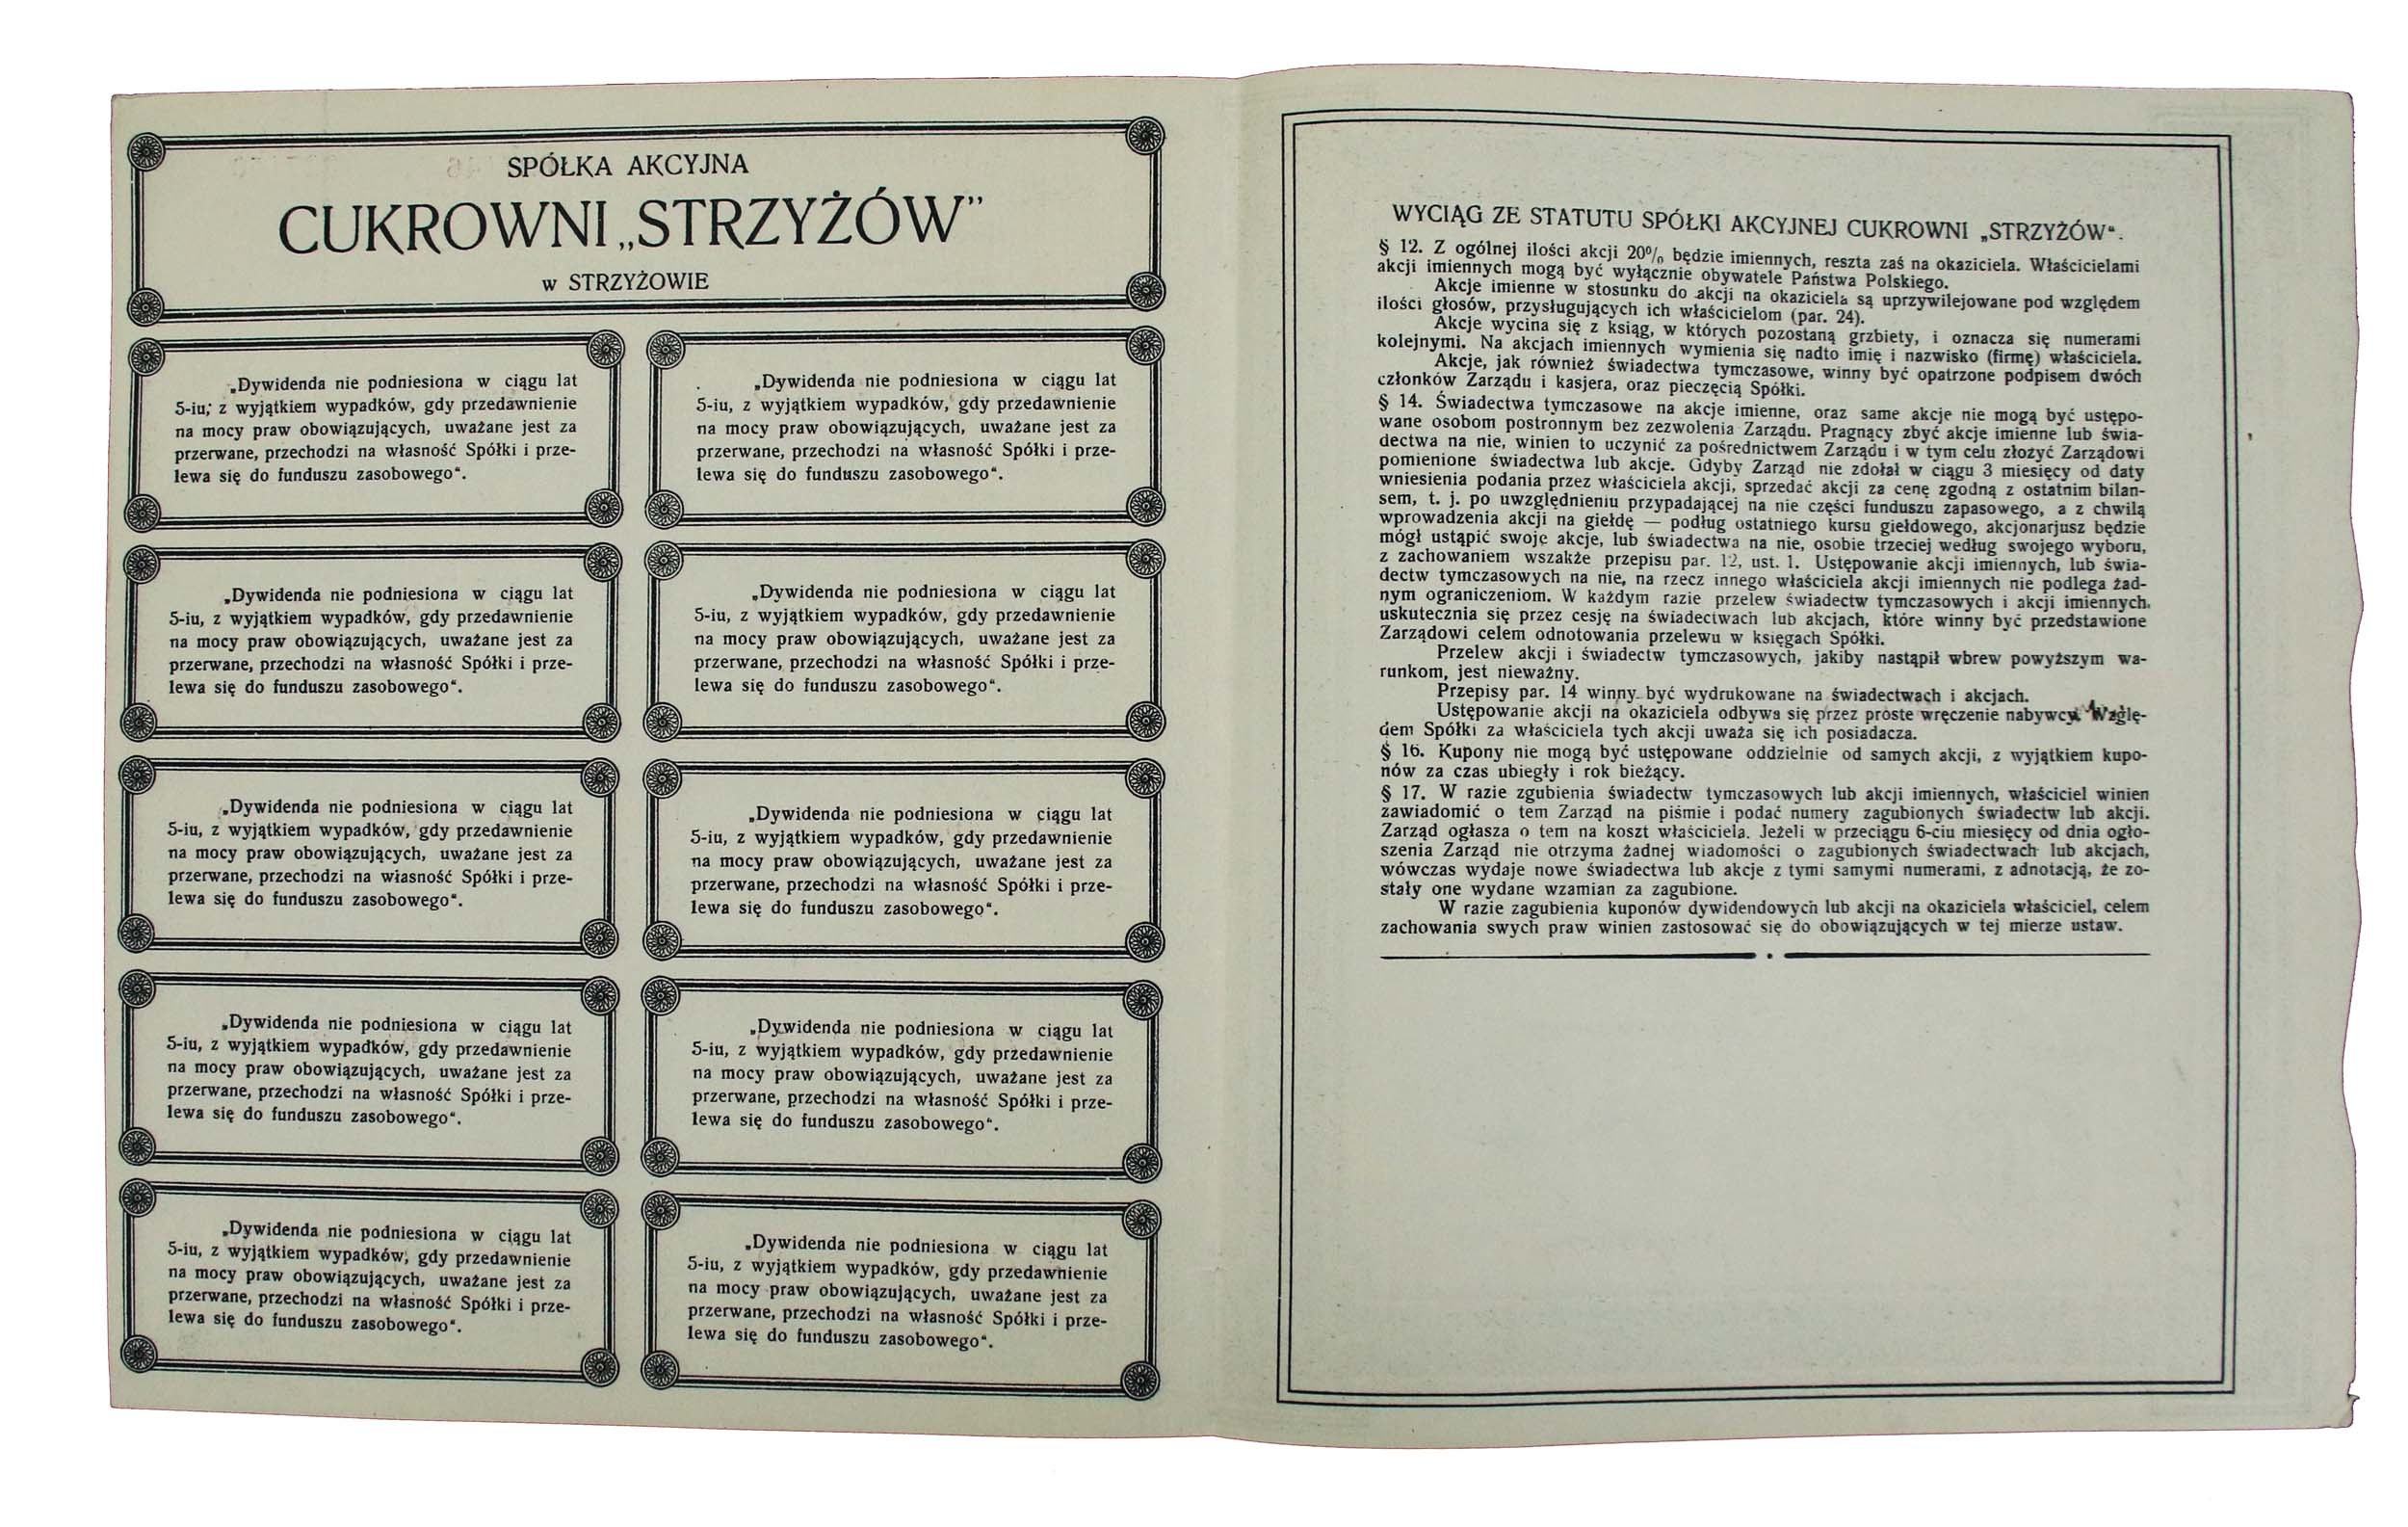 SPÓŁKA AKCYJNA
CUKROWNI „STRZYŻÓW”
w STRZYŻOWIE
„Dywidenda nie podniesiona w ciągu lat
5-iu, z wyjątkiem wypadków, gdy przedawnienie
na mocy praw obowiązujących, uważane jest za
przerwane, przechodzi na własność Spółki i prze-
lewa się do funduszu zasobowego“.
„Dywidenda nie podniesiona w ciągu lat
5-iu, z wyjątkiem wypadków, gdy przedawnienie
na mocy praw obowiązujących, uważane jest za
przerwane, przechodzi na własność Spółki i prze-
lewa się do funduszu zasobowego“.
„Dywidenda nie podniesiona w ciągu lat
5-iu, z wyjątkiem wypadków, gdy przedawnienie
na mocy praw obowiązujących, uważane jest za
przerwane, przechodzi na własność Spółki i prze-
lewa się do funduszu zasobowego“.
„Dywidenda nie podniesiona w ciągu lat
5-iu, z wyjątkiem wypadków, gdy przedawnienie
na mocy praw obowiązujących, uważane jest za
przerwane, przechodzi na własność Spółki i prze-
lewa się do funduszu zasobowego“.
„Dywidenda nie podniesiona w ciągu lat
5-iu, z wyjątkiem wypadków, gdy przedawnienie
na mocy praw obowiązujących, uważane jest za
przerwane, przechodzi na własność Spółki i prze-
lewa się do funduszu zasobowego“.
„Dywidenda nie podniesiona w ciągu lat
5-iu, z wyjątkiem wypadków, gdy przedawnienie
na mocy praw obowiązujących, uważane jest za
przerwane, przechodzi na własność Spółki i prze-
lewa się do funduszu zasobowego“.
„Dywidenda nie podniesiona w ciągu lat
5-iu, z wyjątkiem wypadków, gdy przedawnienie
na mocy praw obowiązujących, uważane jest za
przerwane, przechodzi na własność Spółki i prze-
lewa się do funduszu zasobowego“.
„Dywidenda nie podniesiona w ciągu lat
5-iu, z wyjątkiem wypadków, gdy przedawnienie
na mocy praw obowiązujących, uważane jest za
przerwane, przechodzi na własność Spółki i prze-
lewa się do funduszu zasobowego“.
„Dywidenda nie podniesiona w ciągu lat
5-iu, z wyjątkiem wypadków, gdy przedawnienie
na mocy praw obowiązujących, uważane jest za
przerwane, przechodzi na własność Spółki i prze-
lewa się do funduszu zasobowego“.
„Dywidenda nie podniesiona w ciągu lat
5-iu, z wyjątkiem wypadków, gdy przedawnienie
na mocy praw obowiązujących, uważane jest za
przerwane, przechodzi na własność Spółki i prze-
lewa się do funduszu zasobowego“.
WYCIĄG ZE STATUTU SPÓŁKI AKCYJNEJ CUKROWNI „STRZYŻÓW“.
§ 12. Z ogólnej ilości akcji 20% będzie imiennych, reszta zaś na okaziciela. Właścicielami
akcji imiennych mogą być wyłącznie obywatele Państwa Polskiego.
Akcje imienne w stosunku do akcji na okaziciela są uprzywilejowane pod względem
ilości głosów, przysługujących ich właścicielom (par. 24).
Akcje wycina się z ksiąg, w których pozostaną grzbiety, i oznacza się numerami
kolejnymi. Na akcjach imiennych wymienia się nadto imię i nazwisko (firmę) właściciela.
Akcje, jak również świadectwa tymczasowe, winny być opatrzone podpisem dwóch
członków Zarządu i kasjera, oraz pieczęcią Spółki.
§ 14. Świadectwa tymczasowe na akcje imienne, oraz same akcje nie mogą być ustępo-
wane osobom postronnym bez zezwolenia Zarządu. Pragnący zbyć akcje imienne lub świa-
dectwa na nie, winien to uczynić za pośrednictwem Zarządu i w tym celu złożyć Zarządowi
pomienione świadectwa lub akcje. Gdyby Zarząd nie zdołał w ciągu 3 miesięcy od daty
wniesienia podania przez właściciela akcji, sprzedać akcji za cenę zgodną z ostatnim bilan-
sem, t. j. po uwzględnieniu przypadającej na nie części funduszu zapasowego, a z chwilą
wprowadzenia akcji na giełdę — podług ostatniego kursu giełdowego, akcjonarjusz będzie
mógł ustąpić swoje akcje, lub świadectwa na nie, osobie trzeciej według swojego wyboru,
z zachowaniem wszakże przepisu par. 12, ust. 1. Ustępowanie akcji imiennych, lub świa-
dectw tymczasowych na nie, na rzecz innego właściciela akcji imiennych nie podlega żad-
nym ograniczeniom. W każdym razie przelew świadectw tymczasowych i akcji imiennych,
uskutecznia się przez cesję na świadectwach lub akcjach, które winny być przedstawione
Zarządowi celem odnotowania przelewu w księgach Spółki.
Przelew akcji i świadectw tymczasowych, jakiby nastąpił wbrew powyższym wa-
runkom, jest nieważny.
Przepisy par. 14 winny być wydrukowane na świadectwach i akcjach.
Ustępowanie akcji na okaziciela odbywa się przez proste wręczenie nabywcy. Wzglę-
dem Spółki za właściciela tych akcji uważa się ich posiadacza.
§ 16. Kupony nie mogą być ustępowane oddzielnie od samych akcji, z wyjątkiem kupo-
nów za czas ubiegły i rok bieżący.
§ 17. W razie zgubienia świadectw tymczasowych lub akcji imiennych, właściciel winien
zawiadomić o tem Zarząd na piśmie i podać numery zagubionych świadectw lub akcji.
Zarząd ogłasza o tem na koszt właściciela. Jeżeli w przeciągu 6-ciu miesięcy od dnia ogło-
szenia Zarząd nie otrzyma żadnej wiadomości o zagubionych świadectwach lub akcjach,
wówczas wydaje nowe świadectwa lub akcje z tymi samymi numerami, z adnotacją, że zo-
stały one wydane wzamian za zagubione.
W razie zagubienia kuponów dywidendowych lub akcji na okaziciela właściciel, celem
zachowania swych praw winien zastosować się do obowiązujących w tej mierze ustaw.